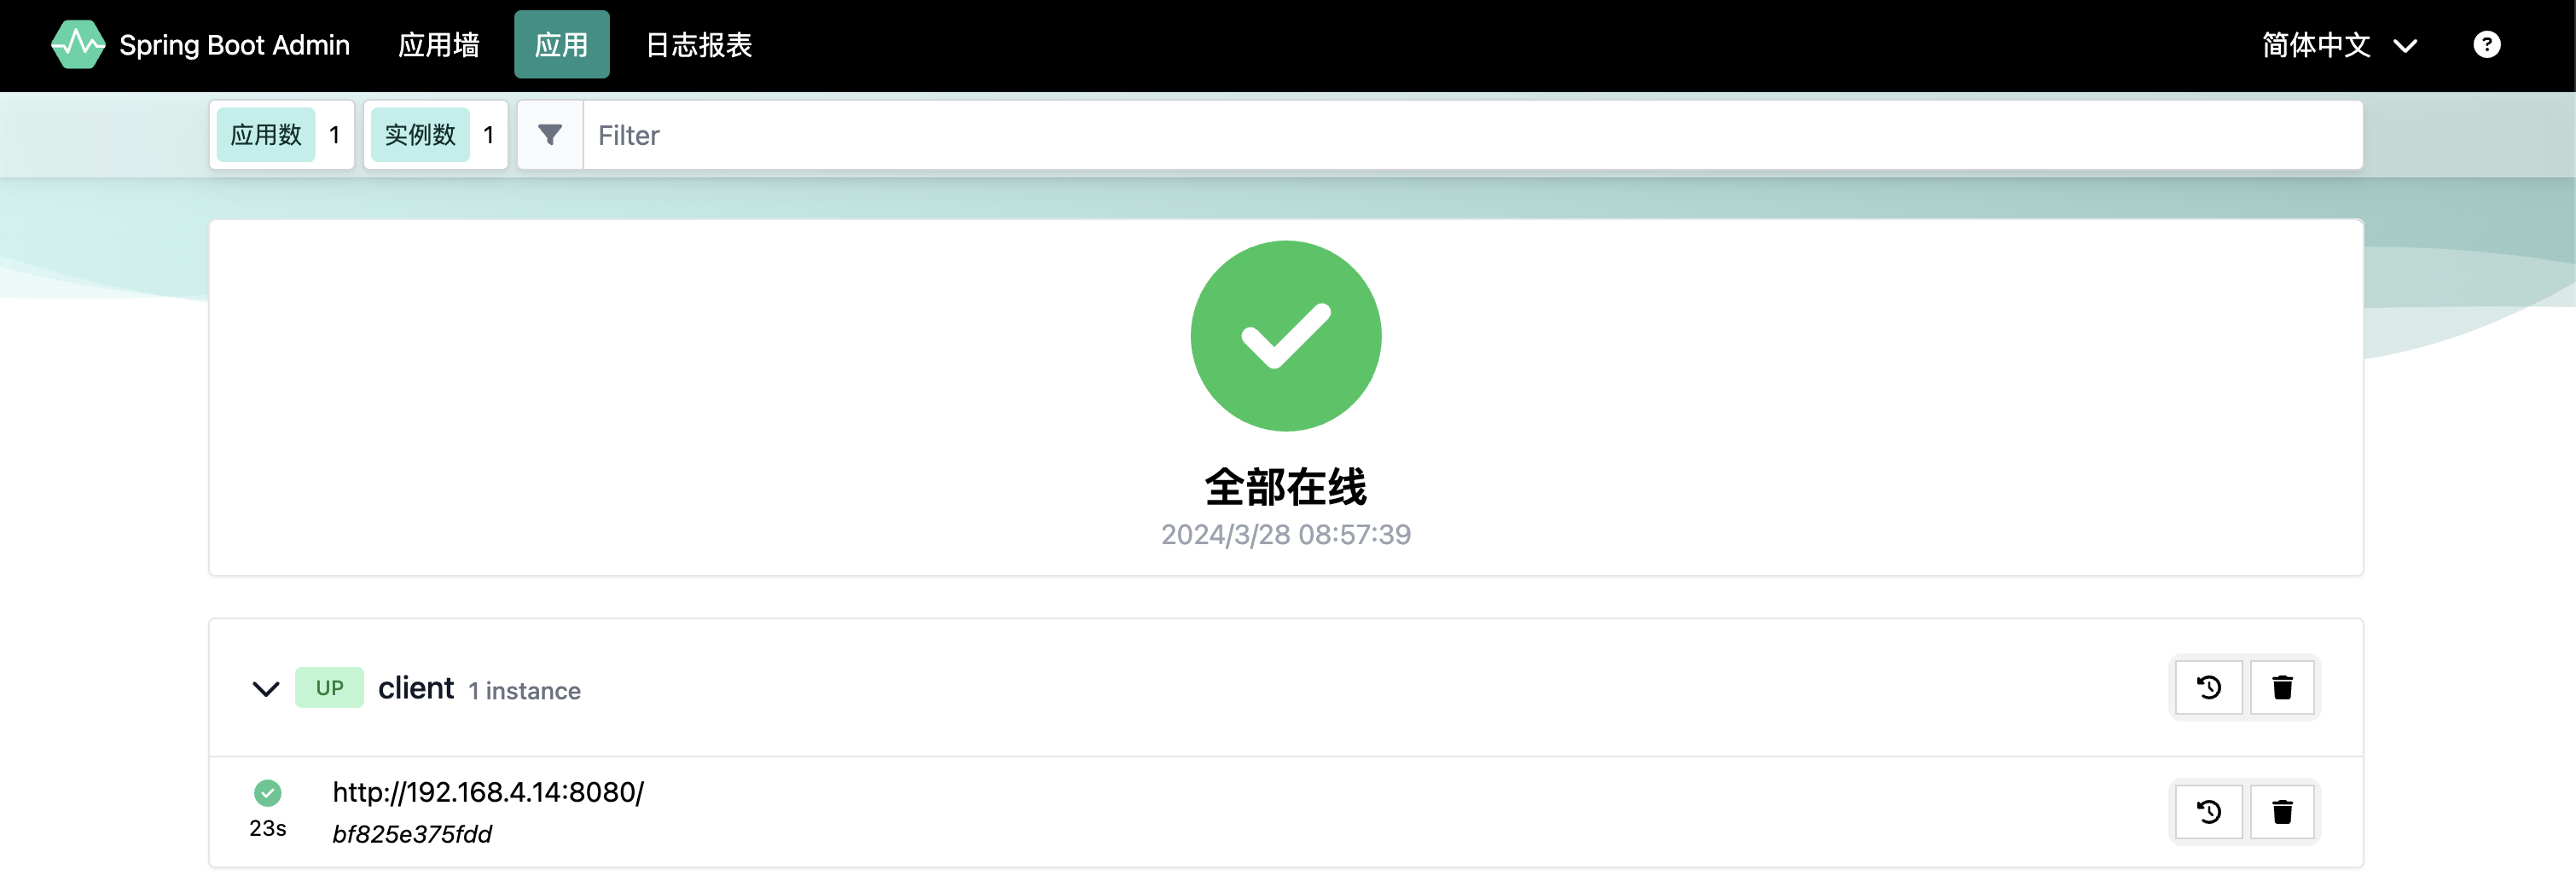 Spring Boot Admin 应用墙 应用 日志报表 简体中文 ?
应用数 1 实例数 1 Filter
全部在线
2024/3/28 08:57:39
UP client 1 instance
http://192.168.4.14:8080/
23s bf825e375fdd